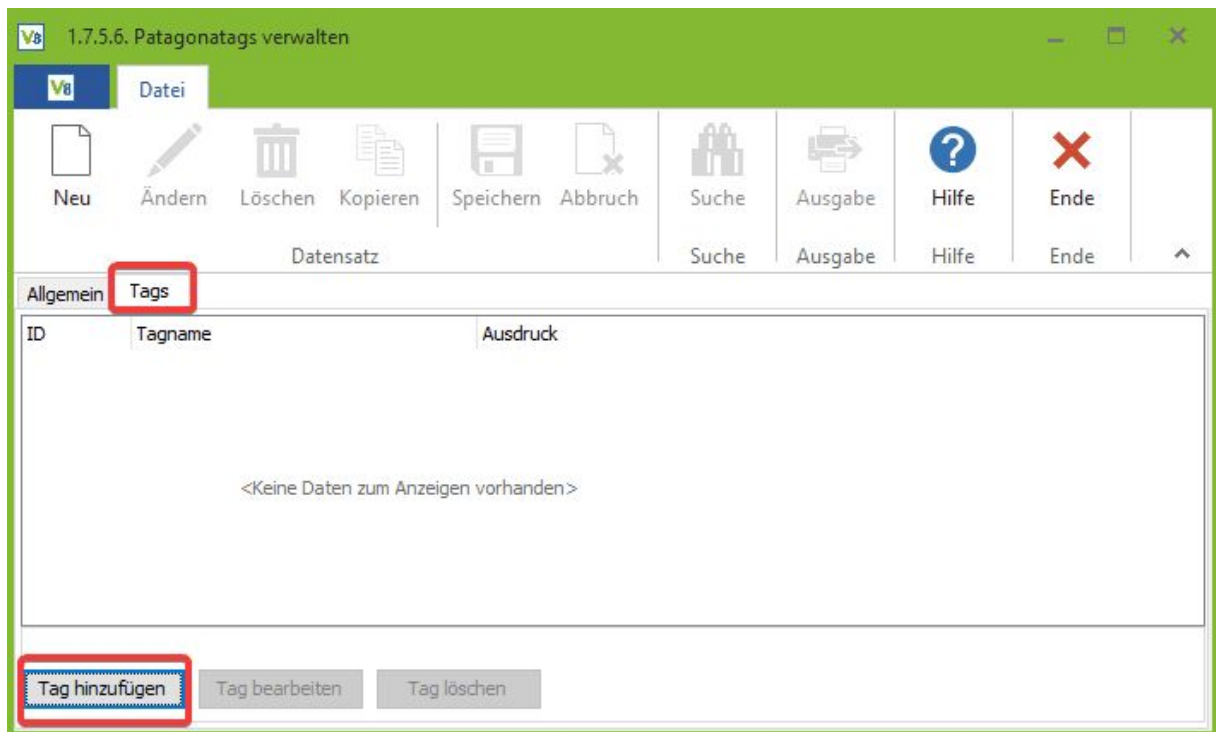 V8 1.7.5.6. Patagonatags verwalten
V8 Datei
Neu Ändern Löschen Kopieren Speichern Abbruch Suche Ausgabe Hilfe Ende
Datensatz Suche Ausgabe Hilfe Ende
Allgemein Tags
ID Tagname Ausdruck
<Keine Daten zum Anzeigen vorhanden>
Tag hinzufügen Tag bearbeiten Tag löschen